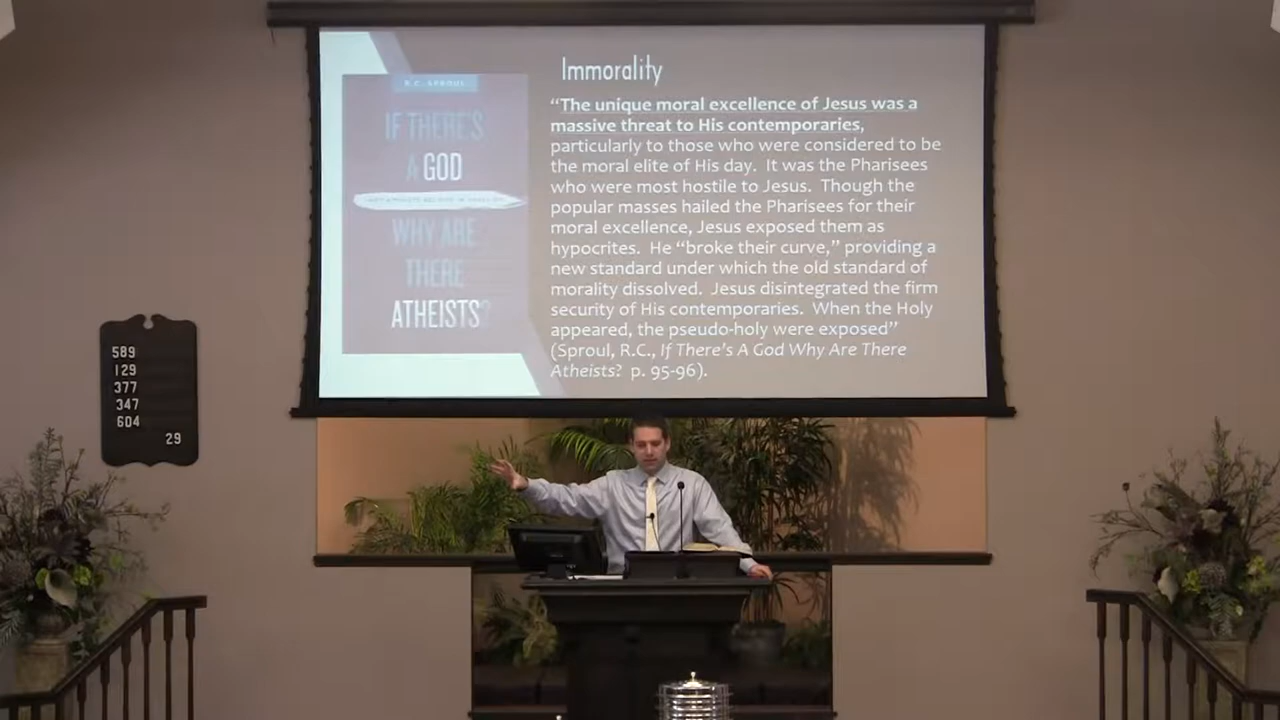 R.C. SPROUL
IF THERE'S
A GOD
WHY ARE
THERE
ATHEISTS?
Immorality
“The unique moral excellence of Jesus was a
massive threat to His contemporaries,
particularly to those who were considered to be
the moral elite of His day. It was the Pharisees
who were most hostile to Jesus. Though the
popular masses hailed the Pharisees for their
moral excellence, Jesus exposed them as
hypocrites. He “broke their curve,” providing a
new standard under which the old standard of
morality dissolved. Jesus disintegrated the firm
security of His contemporaries. When the Holy
appeared, the pseudo-holy were exposed”
(Sproul, R.C., If There's A God Why Are There
Atheists? p. 95-96).
589
129
377
347
604
29